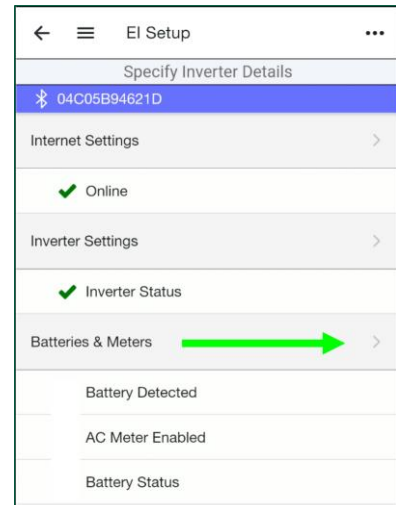 EI Setup
Specify Inverter Details
04C05B94621D
Internet Settings
Online
Inverter Settings
Inverter Status
Batteries & Meters
Battery Detected
AC Meter Enabled
Battery Status